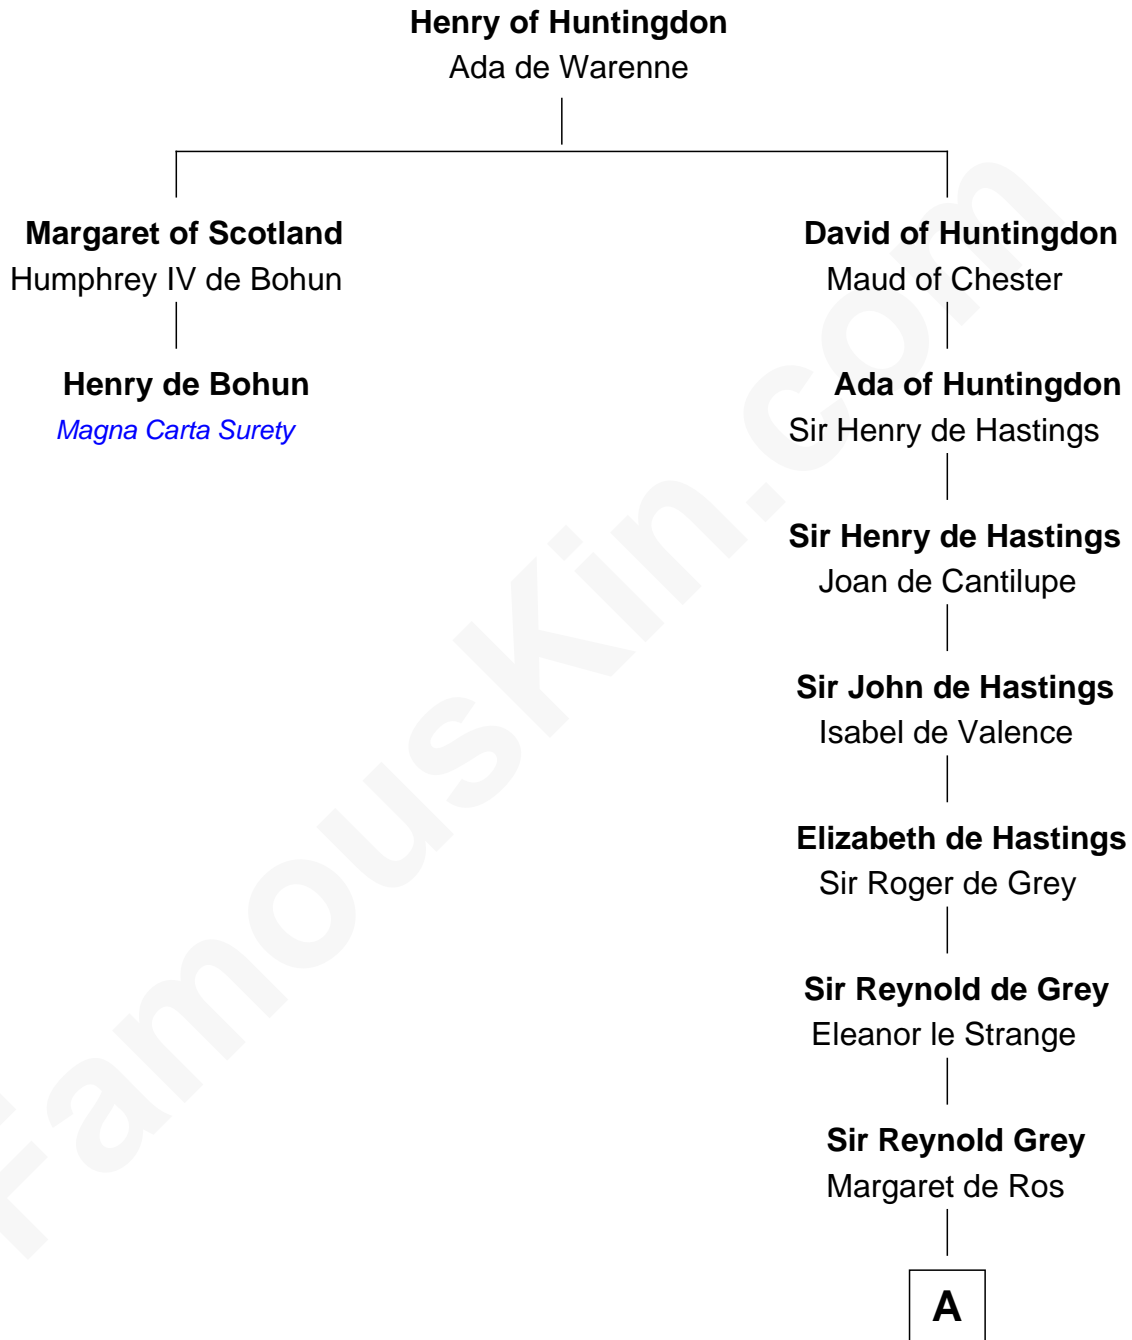 Henry of Huntingdon
Ada de Warenne
Margaret of Scotland
Humphrey IV de Bohun
Henry de Bohun
Magna Carta Surety
David of Huntingdon
Maud of Chester
Ada of Huntingdon
Sir Henry de Hastings
Sir Henry de Hastings
Joan de Cantilupe
Sir John de Hastings
Isabel de Valence
Elizabeth de Hastings
Sir Roger de Grey
Sir Reynold de Grey
Eleanor le Strange
Sir Reynold Grey
Margaret de Ros
A
FamousKin.com